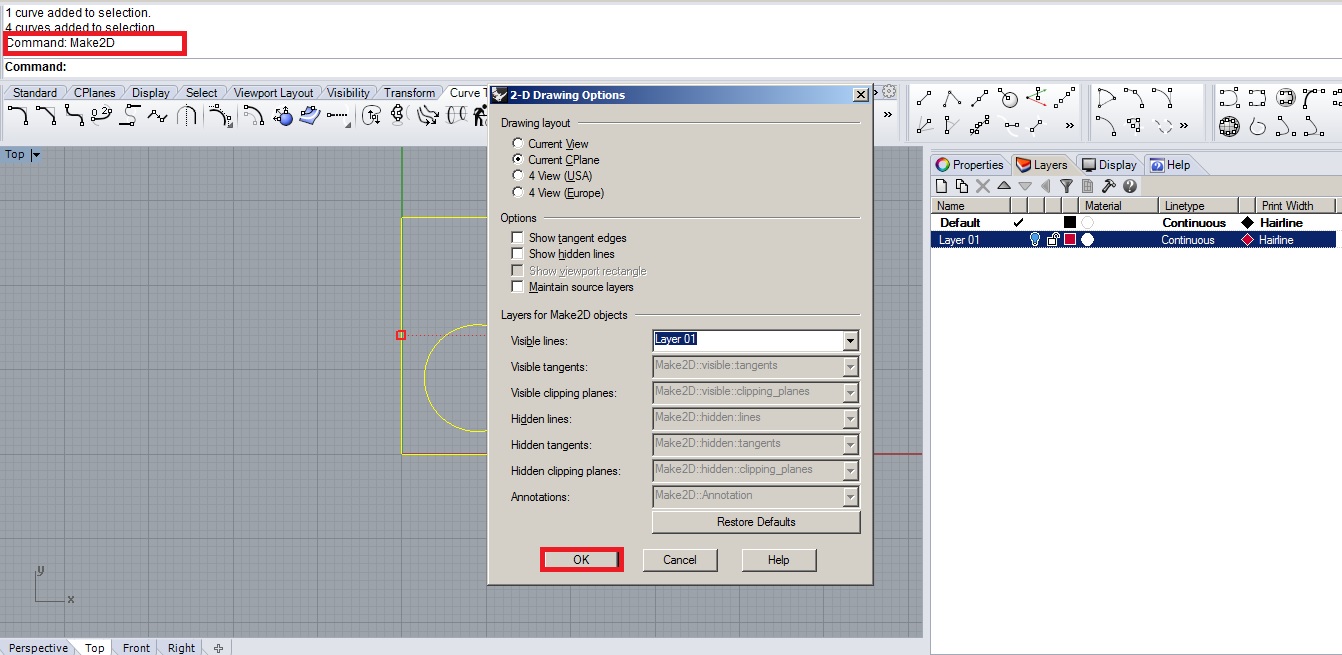 1 curve added to selection.
4 curves added to selection.
Command: Make2D
Command:
Standard CPlanes Display Select Viewport Layout Visibility Transform Curve T
Top
2-D Drawing Options
Drawing layout
Current View
Current CPlane
4 View (USA)
4 View (Europe)
Options
Show tangent edges
Show hidden lines
Show viewport rectangle
Maintain source layers
Layers for Make2D objects
Visible lines: Layer 01
Visible tangents: Make2D::visible::tangents
Visible clipping planes: Make2D::visible::clipping_planes
Hidden lines: Make2D::hidden::lines
Hidden tangents: Make2D::hidden::tangents
Hidden clipping planes: Make2D::hidden::clipping_planes
Annotations: Make2D::Annotation
Restore Defaults
OK Cancel Help
Properties Layers Display Help
Name Material Linetype Print Width
Default Continuous Hairline
Layer 01 Continuous Hairline
y
x
Perspective Top Front Right